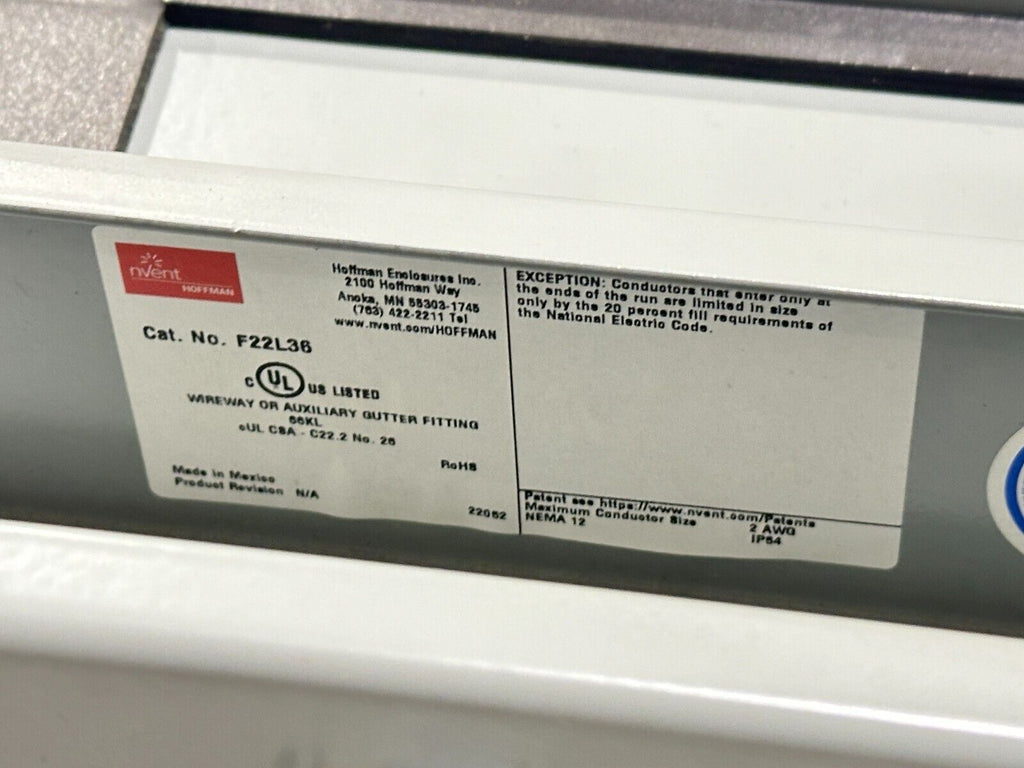 nVent
HOFFMAN
Hoffman Enclosures Inc.
2100 Hoffman Way
Anoka, MN 55303-1745
(763) 422-2211 Tel
www.nvent.com/HOFFMAN
Cat. No. F22L36
C UL US LISTED
WIREWAY OR AUXILIARY GUTTER FITTING
66KL
cUL CSA - C22.2 No. 26
RoHS
Made in Mexico
Product Revision N/A
22052
EXCEPTION: Conductors that enter only at
the ends of the run are limited in size
only by the 20 percent fill requirements of
the National Electric Code.
Patent see https://www.nvent.com/Patents
Maximum Conductor Size 2 AWG
NEMA 12 IP54